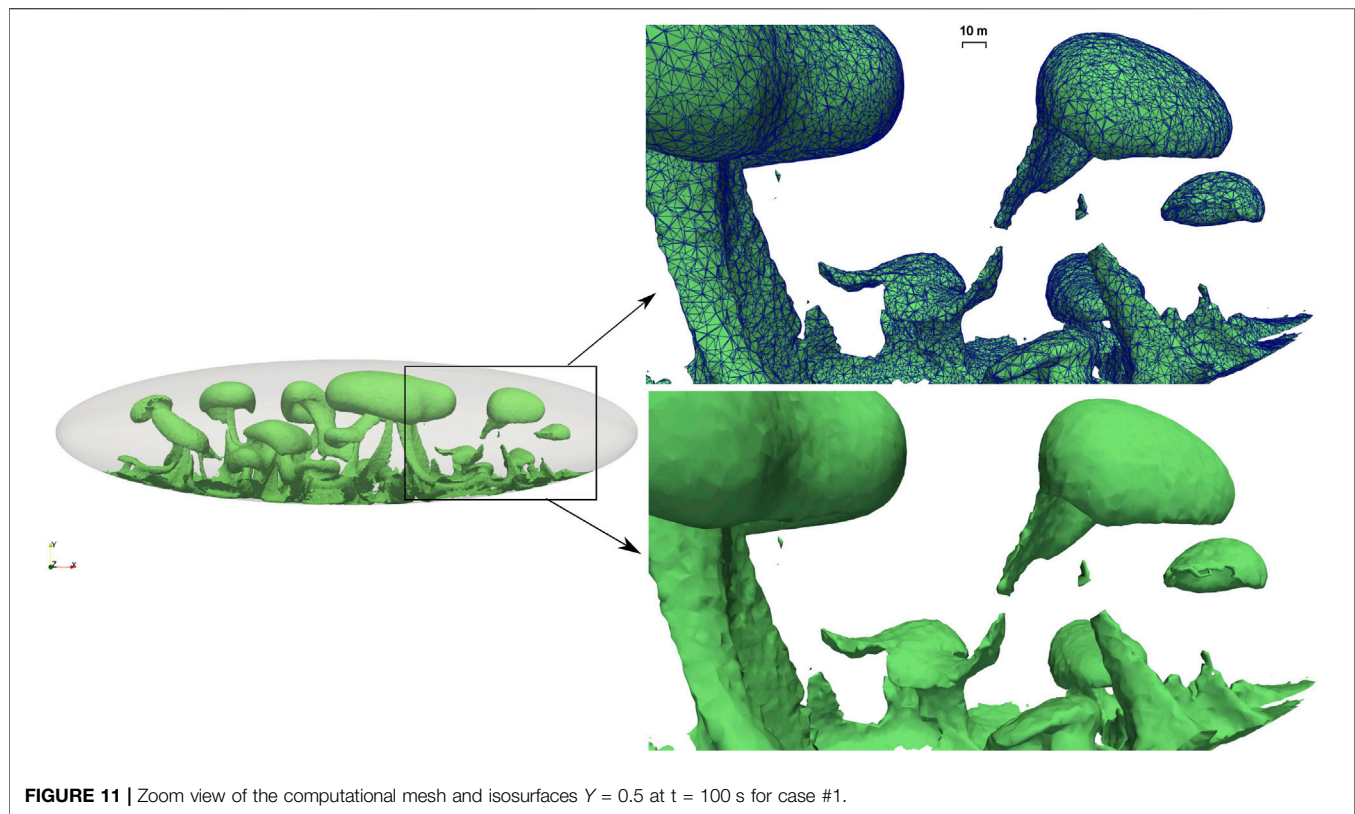 10 m
Y
Z
X
FIGURE 11 | Zoom view of the computational mesh and isosurfaces Y = 0.5 at t = 100 s for case #1.